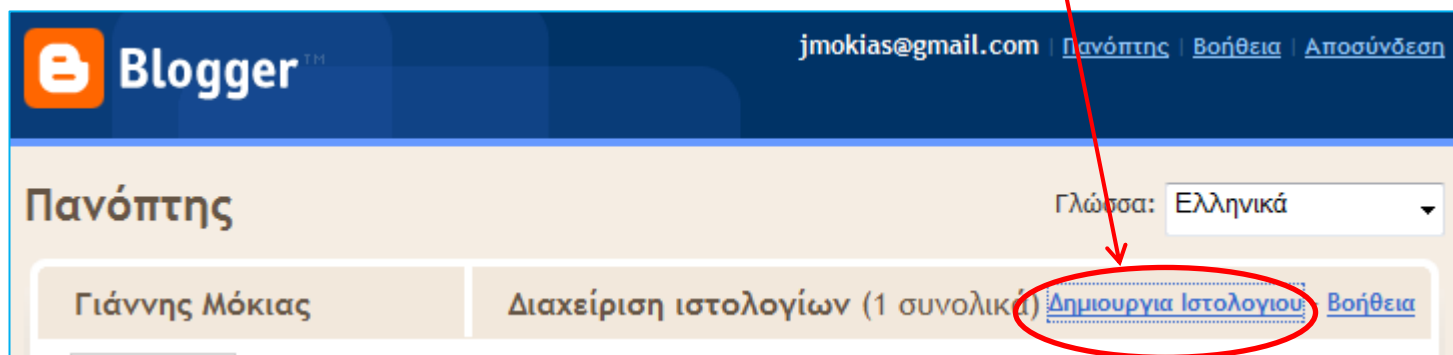 jmokias@gmail.com | Πανόπτης | Βοήθεια | Αποσύνδεση
Blogger™
Πανόπτης
Γλώσσα: Ελληνικά
Γιάννης Μόκιας
Διαχείριση ιστολογίων (1 συνολικά) Δημιουργια Ιστολογιου - Βοήθεια